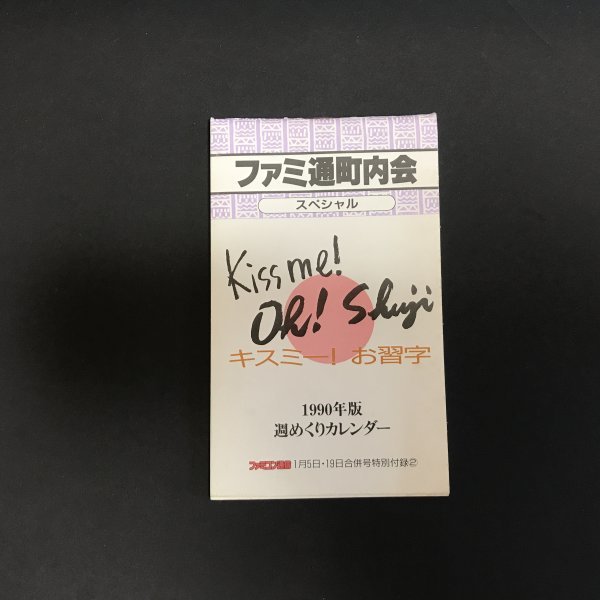 ファミ通町内会
スペシャル
Kiss me!
Oh! Shuji
キスミー! お習字
1990年版
週めくりカレンダー
ファミコン通信 1月5日・19日合併号特別付録②